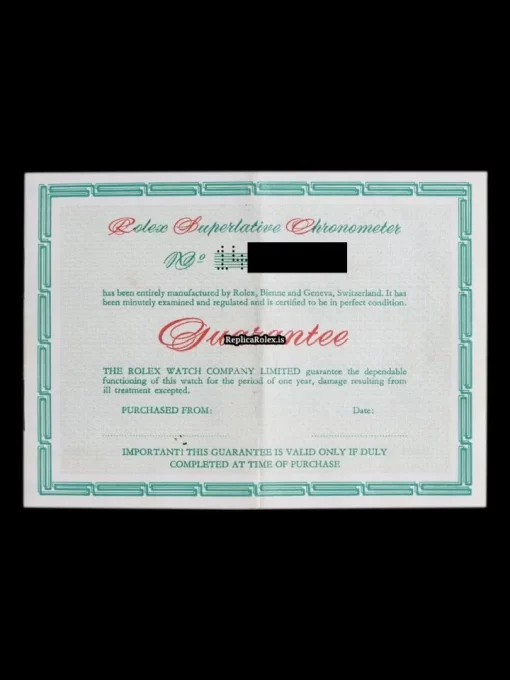 Rolex Superlative Chronometer
Nº
has been entirely manufactured by Rolex, Bienne and Geneva, Switzerland. It has
been minutely examined and regulated and is certified to be in perfect condition.
Guarantee
ReplicaRolex.is
THE ROLEX WATCH COMPANY LIMITED guarantee the dependable
functioning of this watch for the period of one year, damage resulting from
ill treatment excepted.
PURCHASED FROM: Date:
IMPORTANT! THIS GUARANTEE IS VALID ONLY IF DULY
COMPLETED AT TIME OF PURCHASE